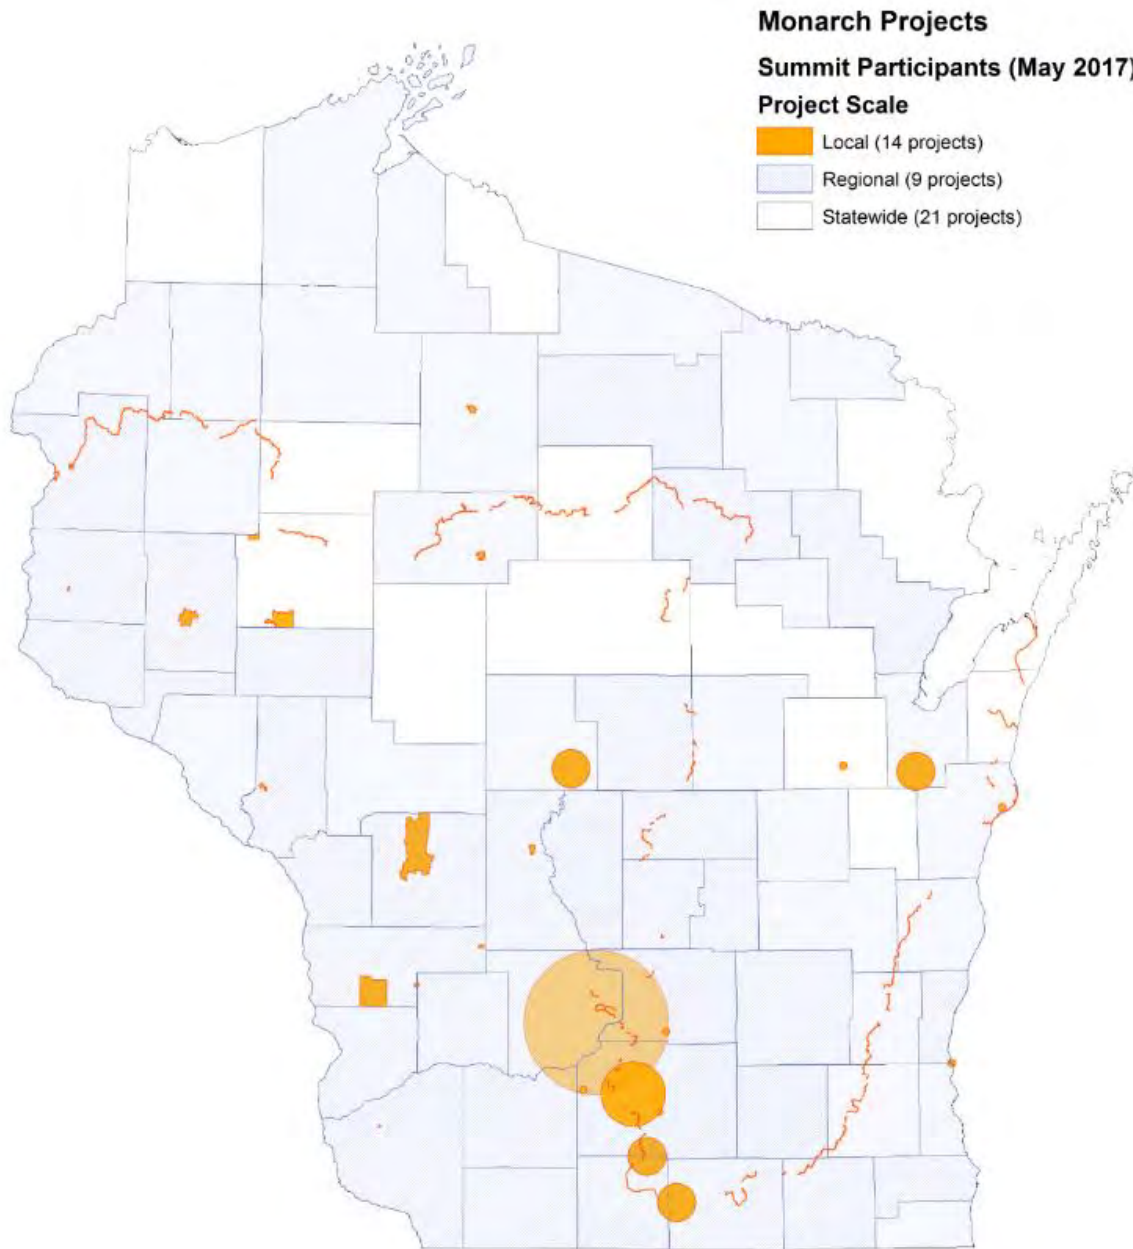 Monarch Projects
Summit Participants (May 2017)
Project Scale
Local (14 projects)
Regional (9 projects)
Statewide (21 projects)